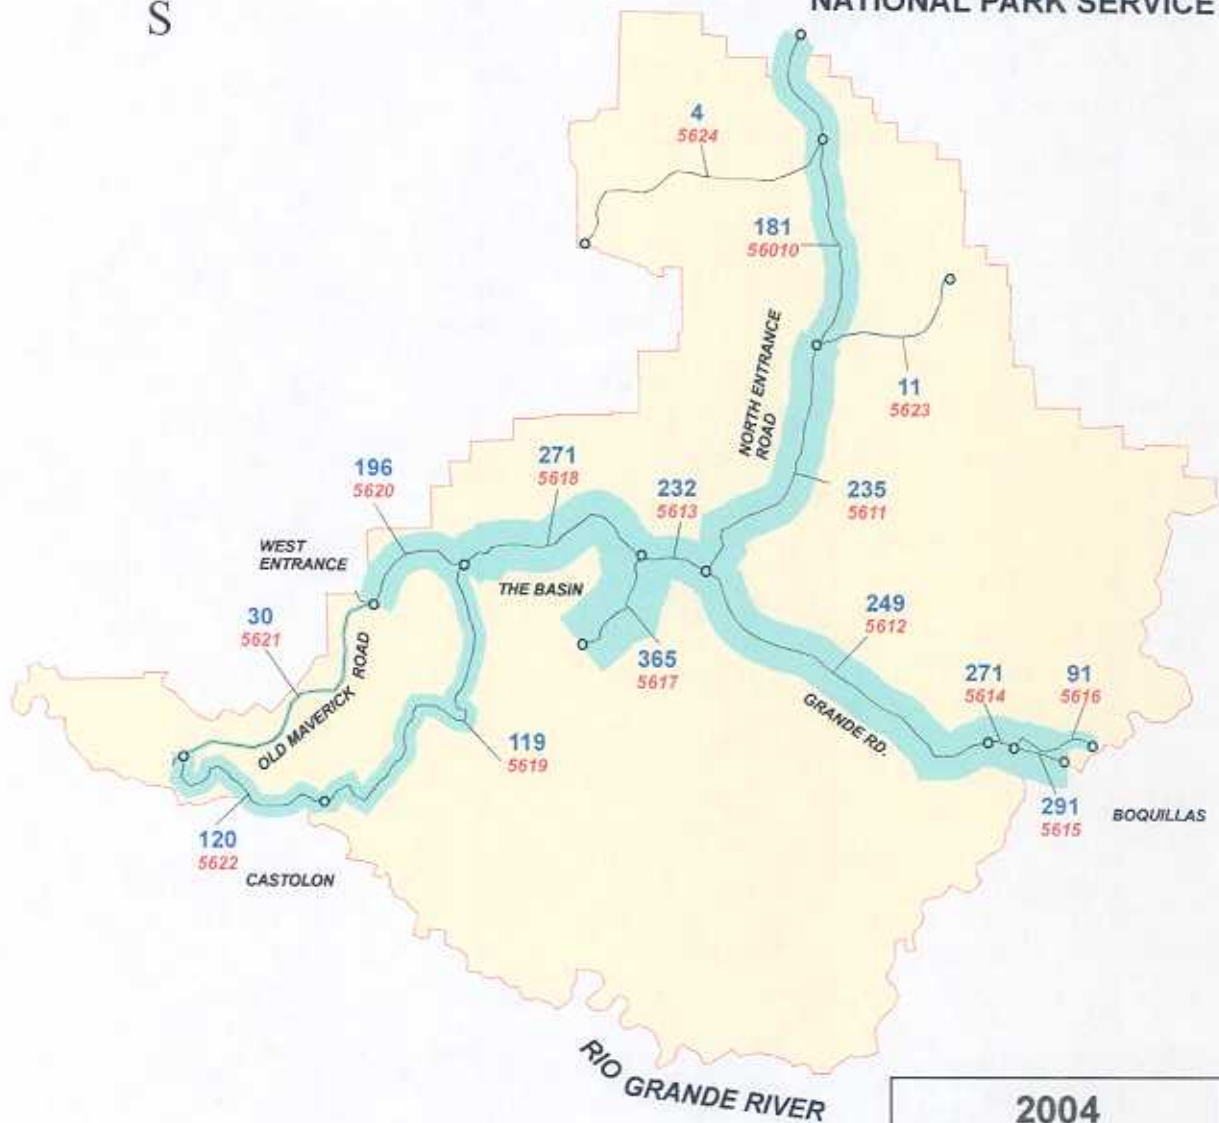 S
NATIONAL PARK SERVICE
4
5624
181
56010
NORTH ENTRANCE
ROAD
11
5623
196
5620
271
5618
232
5613
235
5611
WEST
ENTRANCE
THE BASIN
30
5621
OLD MAVERICK ROAD
365
5617
249
5612
271
5614
91
5616
GRANDE RD.
119
5619
291
5615
BOQUILLAS
120
5622
CASTOLON
RIO GRANDE RIVER
2004